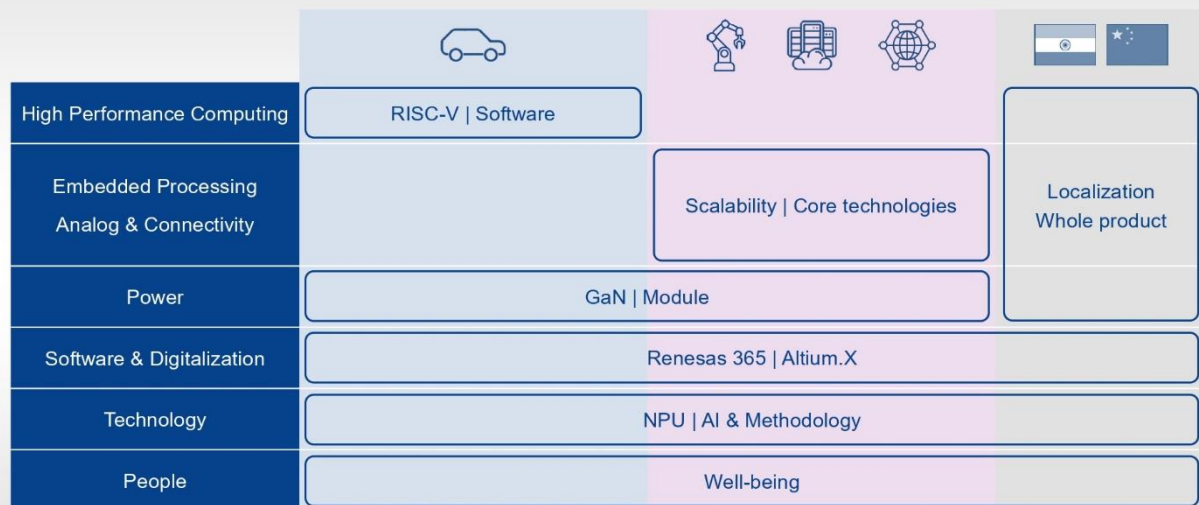 High Performance Computing
RISC-V | Software
Embedded Processing
Analog & Connectivity
Scalability | Core technologies
Localization
Whole product
Power
GaN | Module
Software & Digitalization
Renesas 365 | Altium.X
Technology
NPU | AI & Methodology
People
Well-being